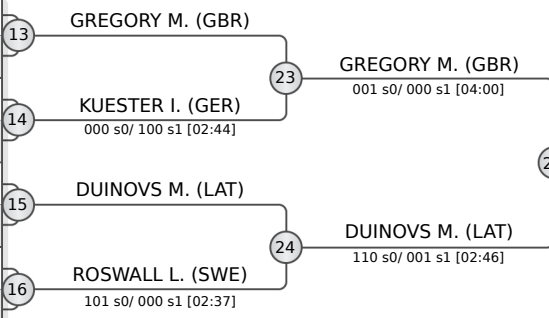 GREGORY M. (GBR)
13
23
GREGORY M. (GBR)
001 s0/ 000 s1 [04:00]
KUESTER I. (GER)
14
000 s0/ 100 s1 [02:44]
DUINOVS M. (LAT)
15
24
DUINOVS M. (LAT)
110 s0/ 001 s1 [02:46]
ROSWALL L. (SWE)
16
101 s0/ 000 s1 [02:37]